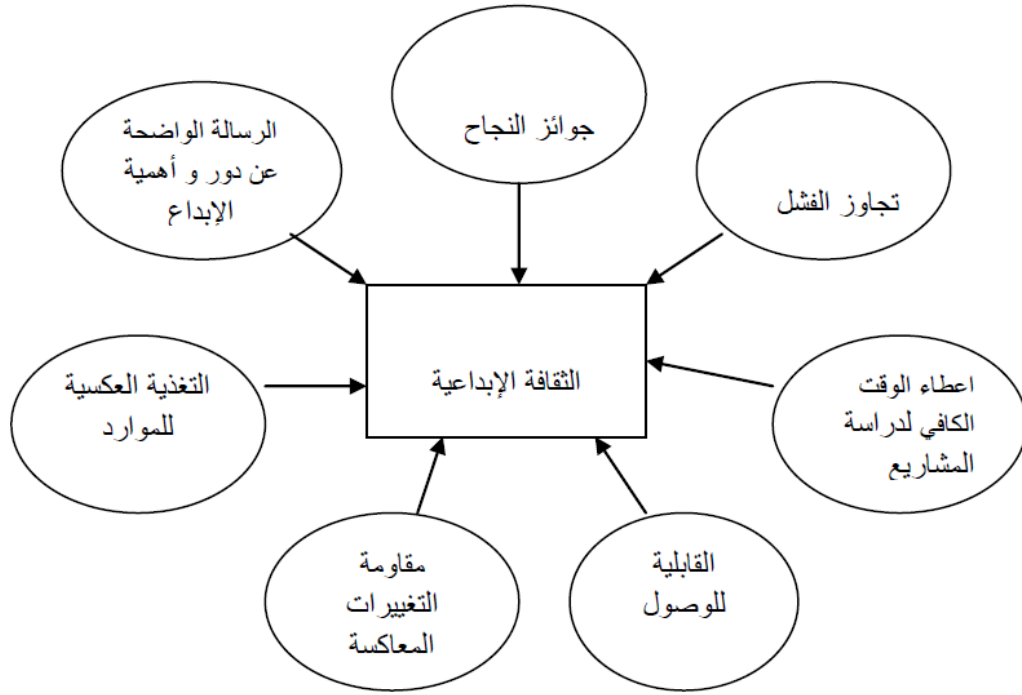 جوائز النجاح
الرسالة الواضحة
عن دور و أهمية
الإبداع
تجاوز الفشل
الثقافة الإبداعية
التغذية العكسية
للموارد
اعطاء الوقت
الكافي لدراسة
المشاريع
مقاومة
التغييرات
المعاكسة
القابلية
للوصول